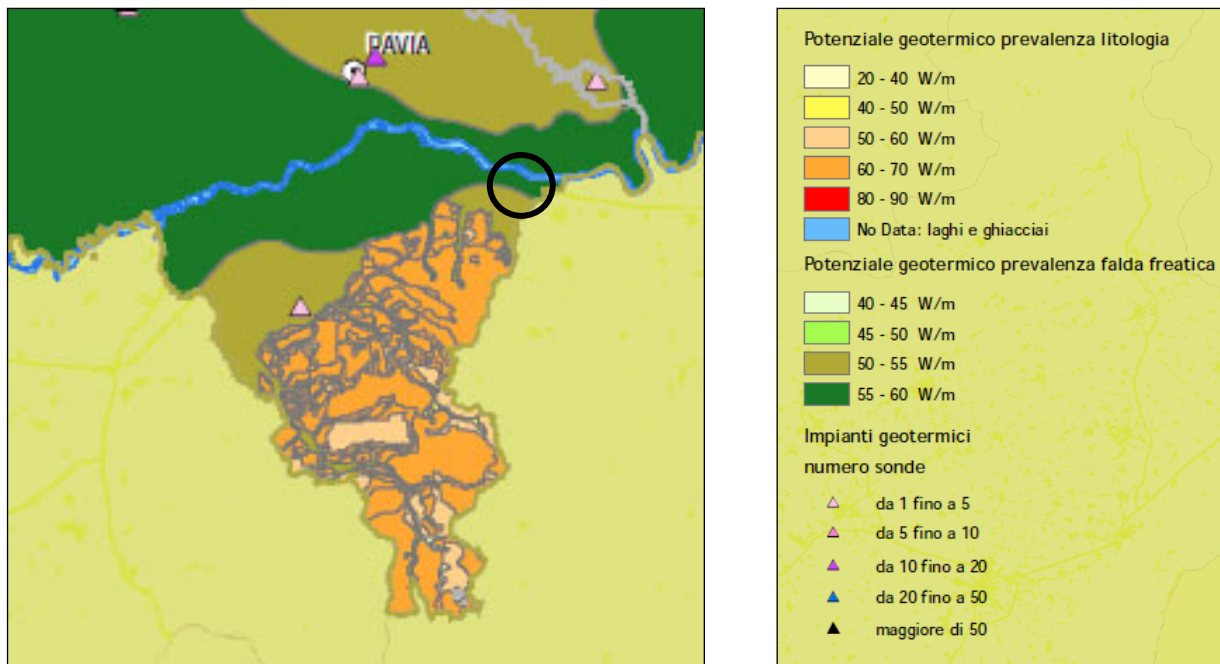 PAVIA
Potenziale geotermico prevalenza litologia
20 - 40 W/m
40 - 50 W/m
50 - 60 W/m
60 - 70 W/m
80 - 90 W/m
No Data: laghi e ghiacciai
Potenziale geotermico prevalenza falda freatica
40 - 45 W/m
45 - 50 W/m
50 - 55 W/m
55 - 60 W/m
Impianti geotermici
numero sonde
da 1 fino a 5
da 5 fino a 10
da 10 fino a 20
da 20 fino a 50
maggiore di 50